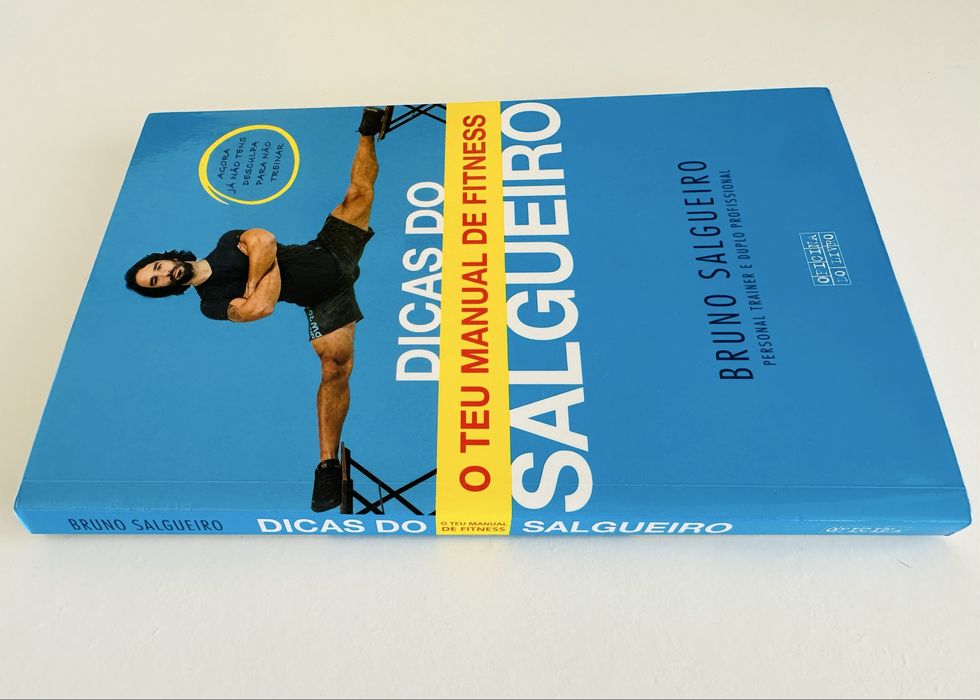 AGORA
JÁ NÃO TENS
DESCULPA
PARA NÃO
TREINAR
DICAS DO
O TEU MANUAL DE FITNESS
SALGUEIRO
BRUNO SALGUEIRO
PERSONAL TRAINER E DUPLO PROFISSIONAL
OFICINA
DO LIVRO
BRUNO SALGUEIRO
DICAS DO
O TEU MANUAL
DE FITNESS
SALGUEIRO
OFICINA